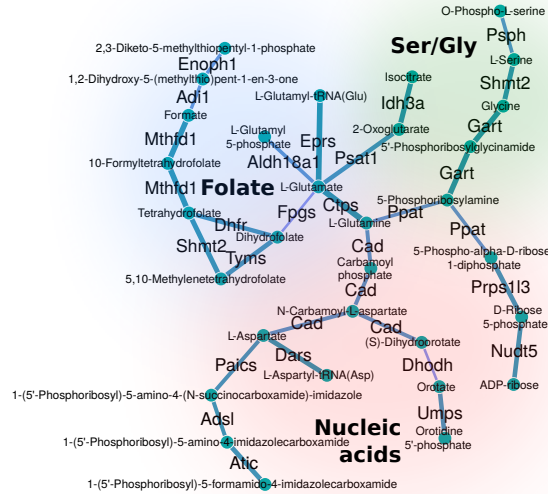 O-Phospho-L-serine
Psph
Ser/Gly
2,3-Diketo-5-methylthiopentyl-1-phosphate
L-Serine
Enoph1
1,2-Dihydroxy-5-(methylthio)pent-1-en-3-one
Isocitrate
Shmt2
Adi1
L-Glutamyl-tRNA(Glu)
Idh3a
Glycine
Formate
Gart
Mthfd1
L-Glutamyl
5-phosphate
Eprs
2-Oxoglutarate
5'-Phosphoribosylglycinamide
10-Formyltetrahydrofolate
Aldh18a1
Psat1
Gart
Mthfd1
Folate
L-Glutamate
5-Phosphoribosylamine
Tetrahydrofolate
Fpgs
Ctps
Ppat
L-Glutamine
Dhfr
Dihydrofolate
Ppat
Shmt2
Tyms
Cad
5-Phospho-alpha-D-ribose
1-diphosphate
Carbamoyl
phosphate
5,10-Methylenetetrahydrofolate
Cad
Prps1l3
N-Carbamoyl-L-aspartate
D-Ribose
5-phosphate
Cad
Cad
L-Aspartate
(S)-Dihydroorotate
Nudt5
Dars
Paics
Dhodh
L-Aspartyl-tRNA(Asp)
ADP-ribose
Orotate
1-(5'-Phosphoribosyl)-5-amino-4-(N-succinocarboxamide)-imidazole
Adsl
Umps
Nucleic
acids
Orotidine
5'-phosphate
1-(5'-Phosphoribosyl)-5-amino-4-imidazolecarboxamide
Atic
1-(5'-Phosphoribosyl)-5-formamido-4-imidazolecarboxamide